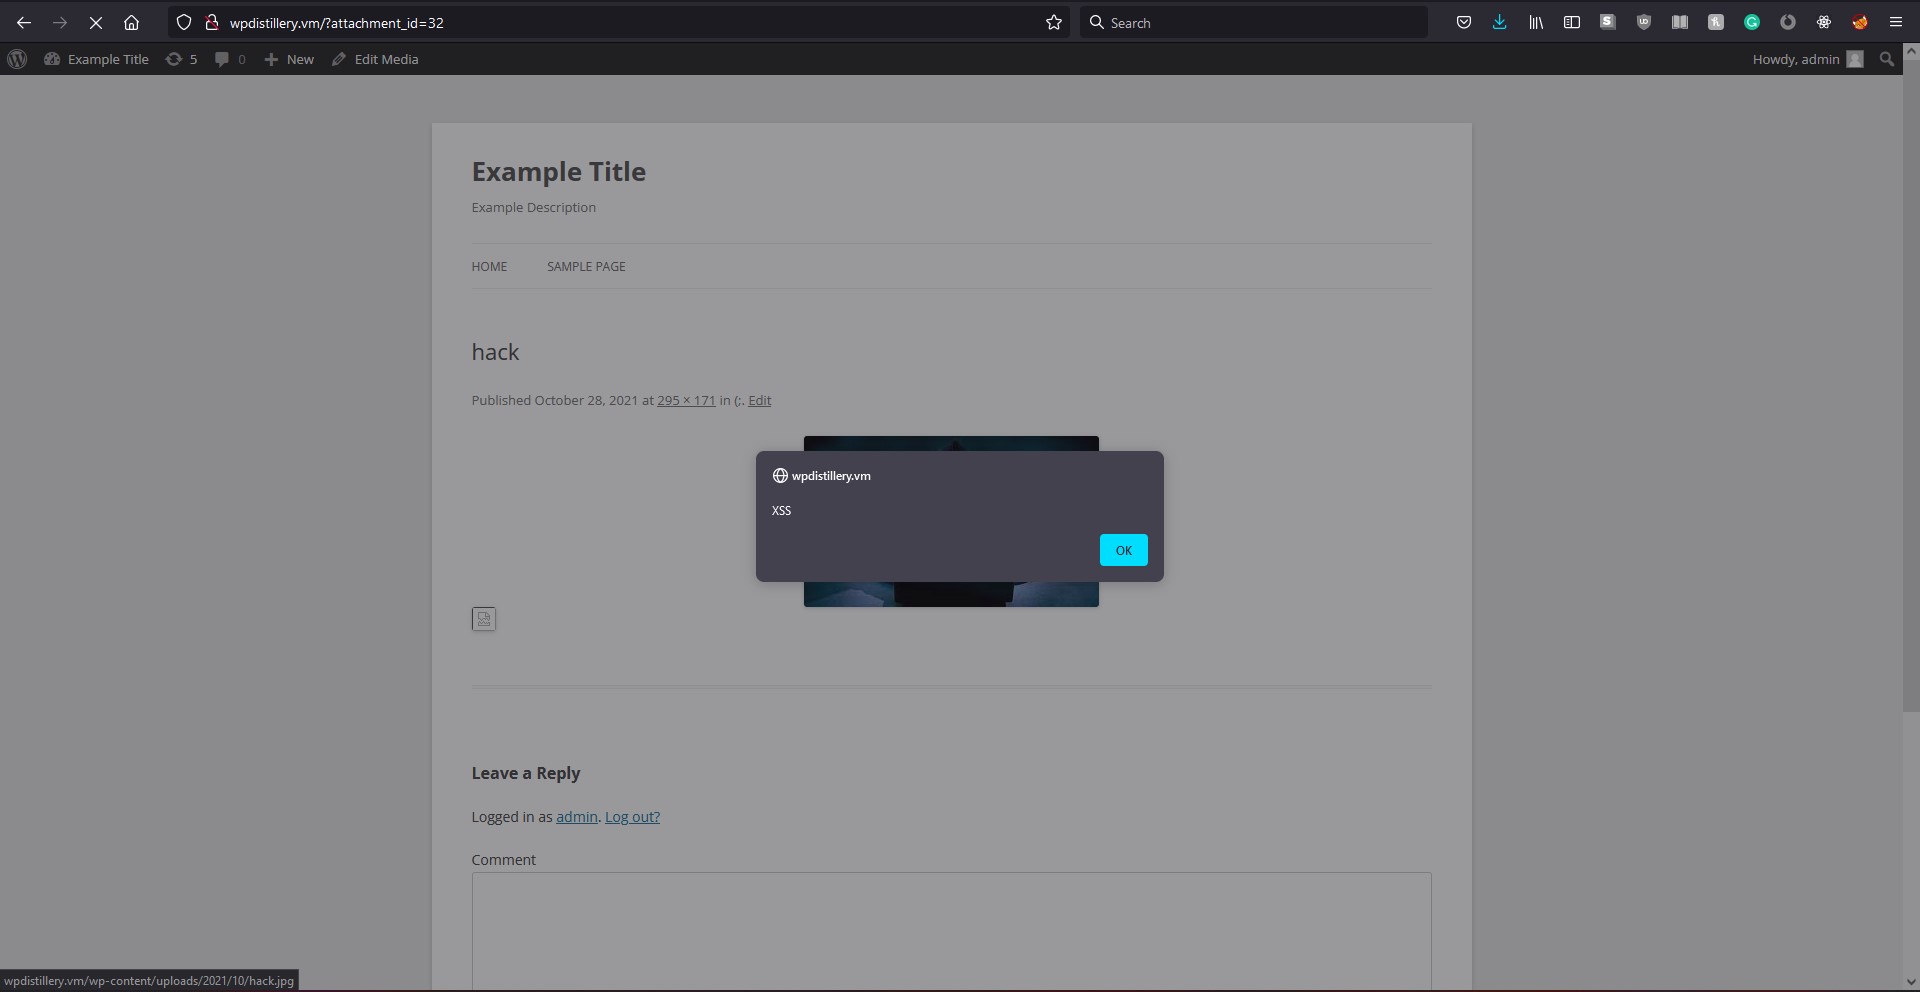 wpdistillery.vm/?attachment_id=32
Search
Example Title 5 0 New Edit Media Howdy, admin
Example Title
Example Description
HOME SAMPLE PAGE
hack
Published October 28, 2021 at 295 × 171 in (;. Edit
wpdistillery.vm
XSS
OK
Leave a Reply
Logged in as admin. Log out?
Comment
wpdistillery.vm/wp-content/uploads/2021/10/hack.jpg